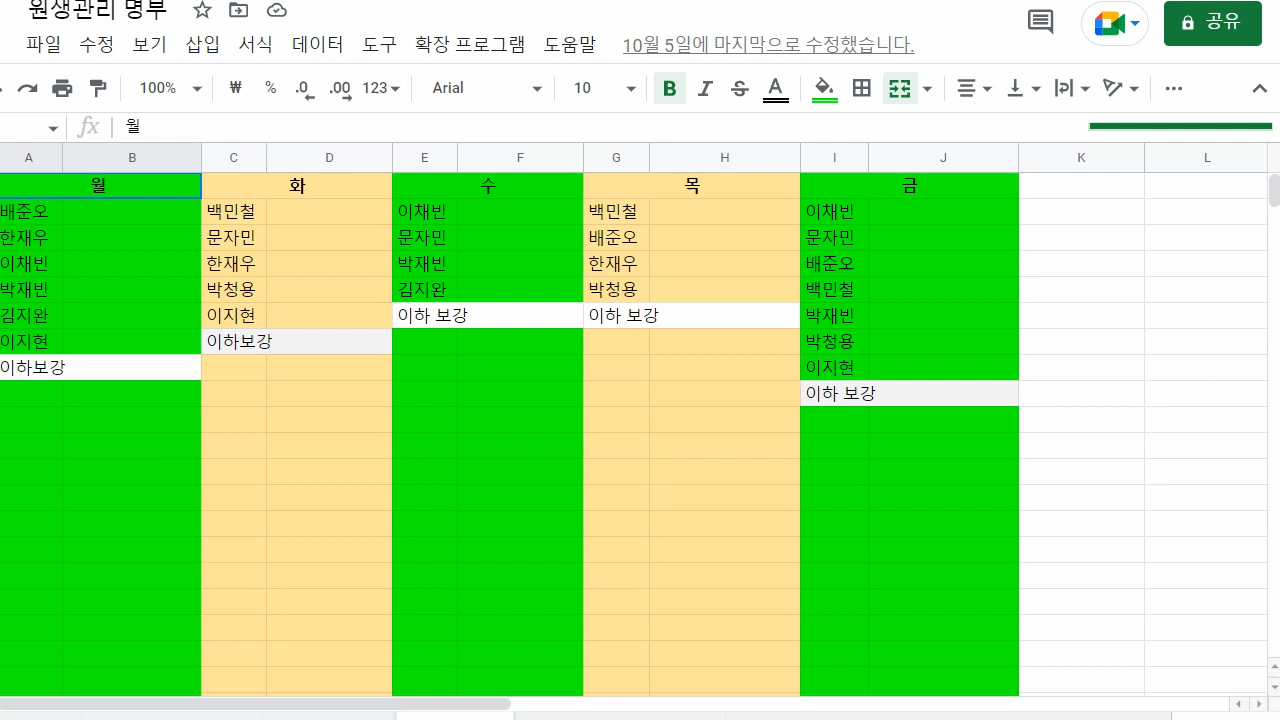 원생관리 명부
파일 수정 보기 삽입 서식 데이터 도구 확장 프로그램 도움말 10월 5일에 마지막으로 수정했습니다.
공유
100% ₩ % .0 .00 123 Arial 10 B I S A
fx 월
A B C D E F G H I J K L
월 화 수 목 금
배준오 백민철 이채빈 백민철 이채빈
한재우 문자민 문자민 배준오 문자민
이채빈 한재우 박재빈 한재우 배준오
박재빈 박청용 김지완 박청용 백민철
김지완 이지현 이하 보강 이하 보강 박재빈
이지현 이하보강 박청용
이하보강 이지현
이하 보강